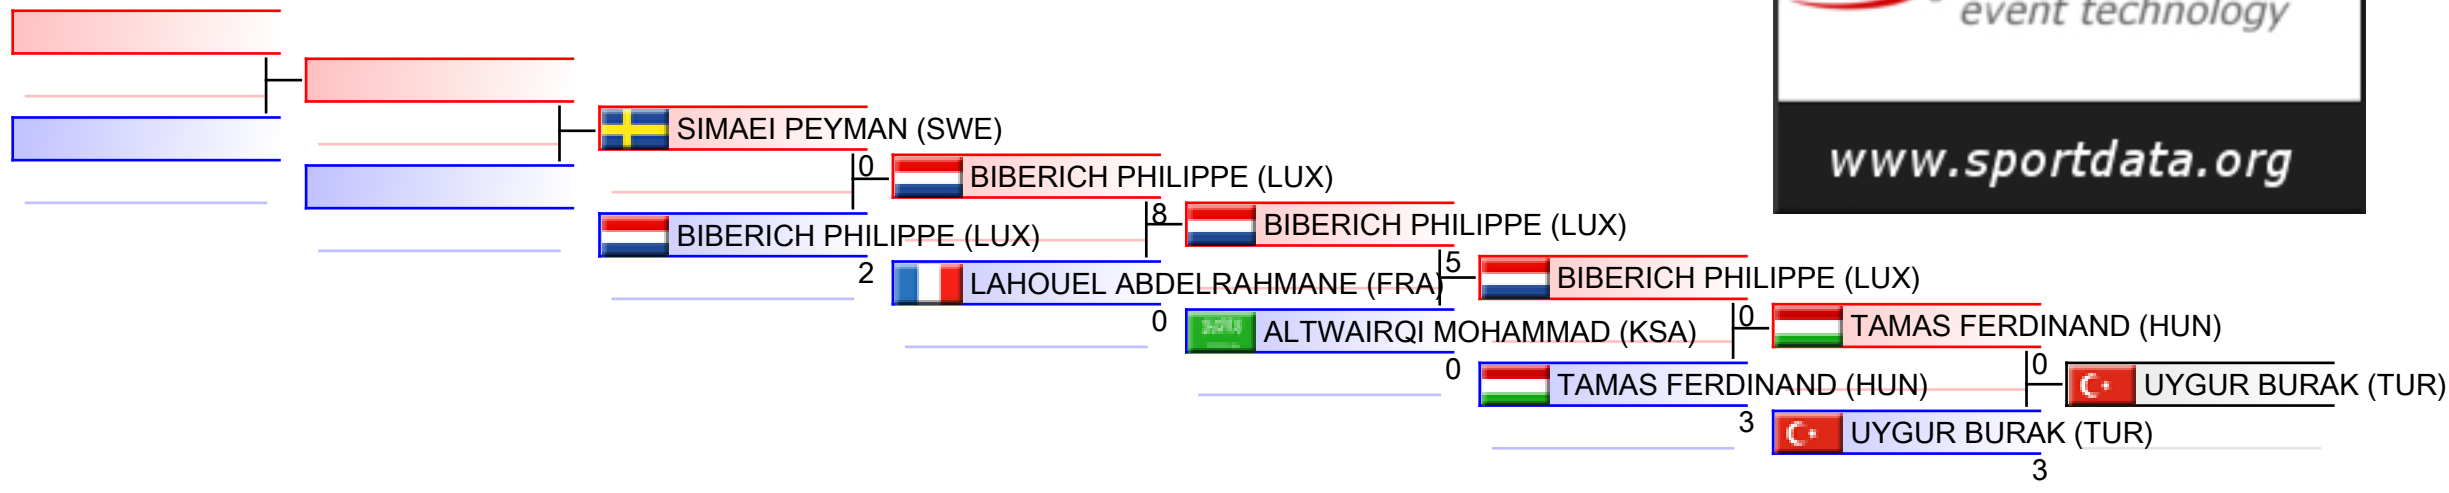 event technology
www.sportdata.org
SIMAEI PEYMAN (SWE)
0
BIBERICH PHILIPPE (LUX)
2
BIBERICH PHILIPPE (LUX)
8
LAHOUEL ABDELRAHMANE (FRA)
0
BIBERICH PHILIPPE (LUX)
5
ALTWAIRQI MOHAMMAD (KSA)
0
BIBERICH PHILIPPE (LUX)
0
TAMAS FERDINAND (HUN)
3
TAMAS FERDINAND (HUN)
0
UYGUR BURAK (TUR)
3
UYGUR BURAK (TUR)